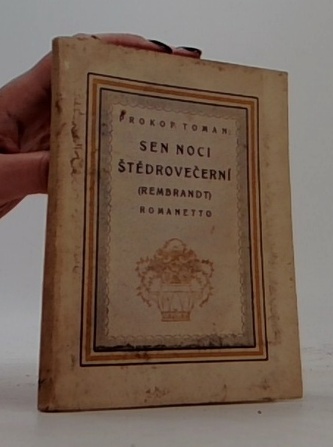 PROKOP TOMAN:
SEN NOCI
ŠTĚDROVEČERNÍ
(REMBRANDT)
ROMANETTO